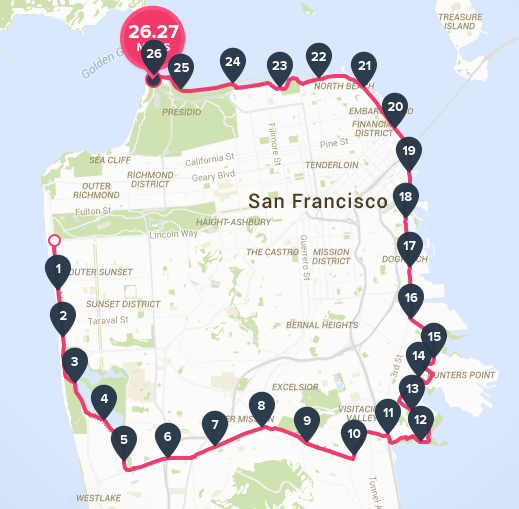 TREASURE
ISLAND
26.27
26
Golden G
25
24
23
22
21
NORTH BEACH
PRESIDIO
20
EMBARC
FINANCIAL
DISTRICT
Fillmore St
Pine St
19
SEA CLIFF
California St
TENDERLOIN
RICHMOND
DISTRICT
Geary Blvd
OUTER
RICHMOND
18
San Francisco
Fulton St
HAIGHT-ASHBURY
Lincoln Way
Guerrero St
17
THE CASTRO
MISSION
DISTRICT
DOG
1
OUTER SUNSET
16
2
SUNSET DISTRICT
Taraval St
BERNAL HEIGHTS
15
14
3rd St
3
UNTERS POINT
EXCELSIOR
13
4
8
VISITACI
VALLEY
11
12
ER MISSION
9
7
10
6
5
WESTLAKE
Tunnel A